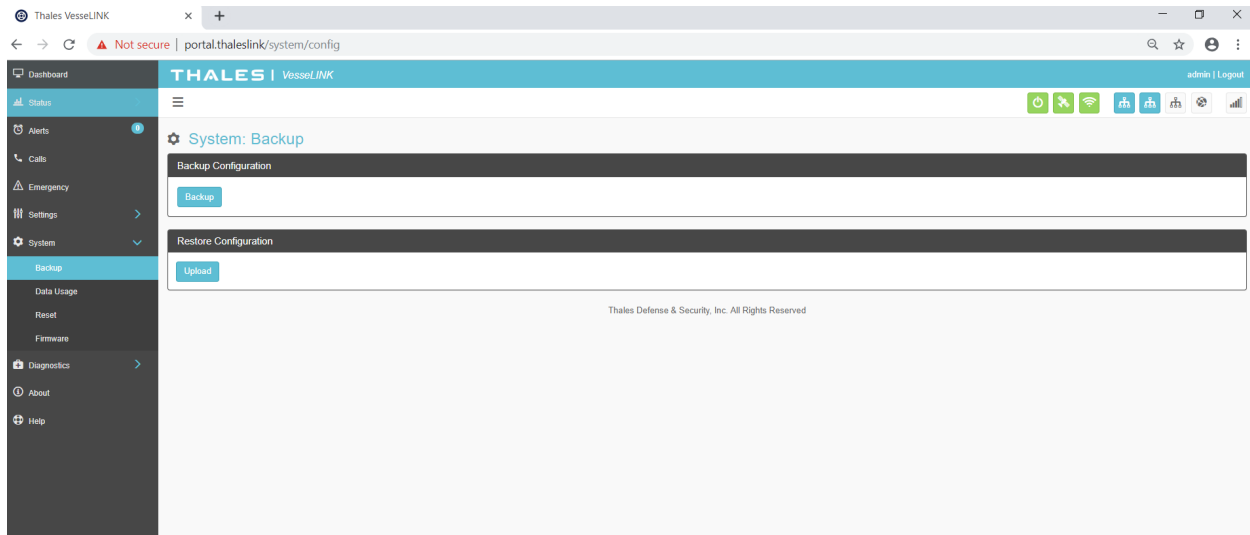 Thales VesseLINK
Not secure | portal.thaleslink/system/config
Dashboard
THALES | VesseLINK
admin | Logout
Status
Alerts
0
Calls
Emergency
Settings
System
Backup
Data Usage
Reset
Firmware
Diagnostics
About
Help
System: Backup
Backup Configuration
Backup
Restore Configuration
Upload
Thales Defense & Security, Inc. All Rights Reserved